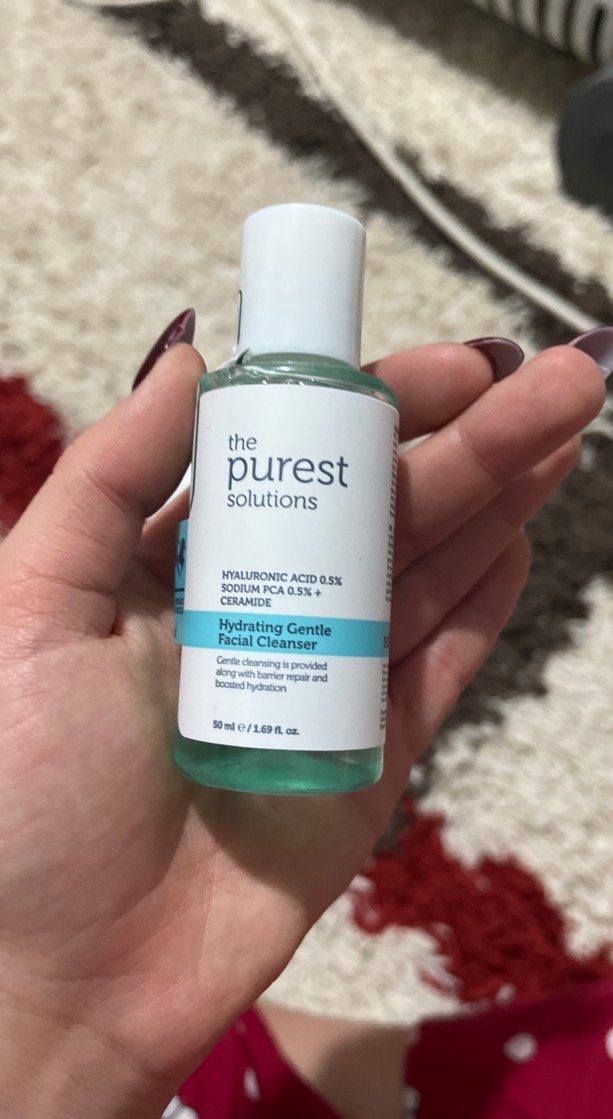 the
purest
solutions
HYALURONIC ACID 0.5%
SODIUM PCA 0.5% +
CERAMIDE
Hydrating Gentle
Facial Cleanser
Gentle cleansing is provided
along with barrier repair and
boosted hydration
50 ml ℮ / 1.69 fl. oz.